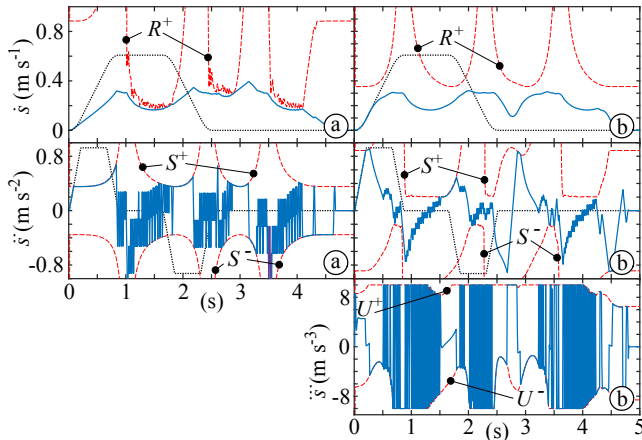 ṡ (m s⁻¹)
0.8
0.4
0
R⁺
a
R⁺
b
s̈ (m s⁻²)
0.8
0
-0.8
S⁺
S⁻
a
S⁺
S⁻
b
0 1 2 3 4
(s)
s⃛ (m s⁻³)
8
0
-8
U⁺
U⁻
b
0 1 2 3 4 5
(s)